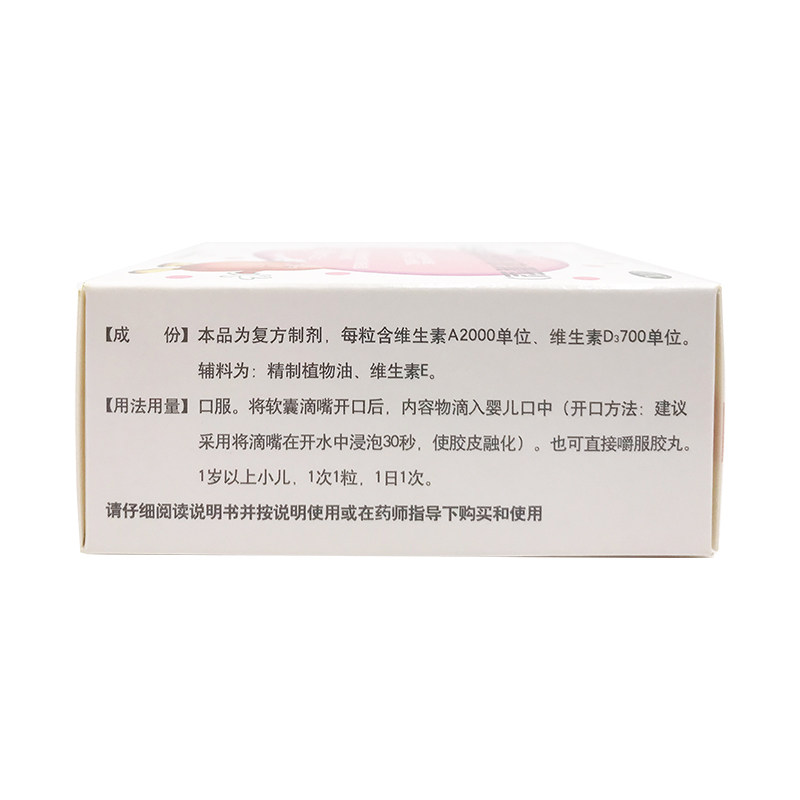 【成　　份】本品为复方制剂，每粒含维生素A2000单位、维生素D₃700单位。
辅料为：精制植物油、维生素E。
【用法用量】口服。将软囊滴嘴开口后，内容物滴入婴儿口中（开口方法：建议
采用将滴嘴在开水中浸泡30秒，使胶皮融化）。也可直接嚼服胶丸。
1岁以上小儿，1次1粒，1日1次。
请仔细阅读说明书并按说明使用或在药师指导下购买和使用